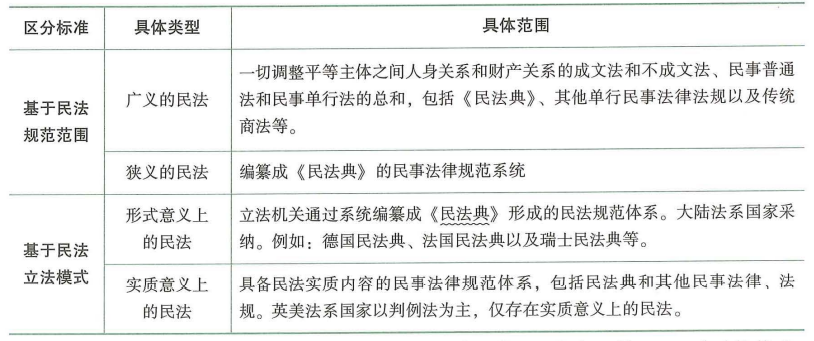 区分标准 具体类型 具体范围
基于民法
规范范围
广义的民法
一切调整平等主体之间人身关系和财产关系的成文法和不成文法、民事普通
法和民事单行法的总和，包括《民法典》、其他单行民事法律法规以及传统
商法等。
狭义的民法
编纂成《民法典》的民事法律规范系统
基于民法
立法模式
形式意义上
的民法
立法机关通过系统编纂成《民法典》形成的民法规范体系。大陆法系国家采
纳。例如：德国民法典、法国民法典以及瑞士民法典等。
实质意义上
的民法
具备民法实质内容的民事法律规范体系，包括民法典和其他民事法律、法
规。英美法系国家以判例法为主，仅存在实质意义上的民法。